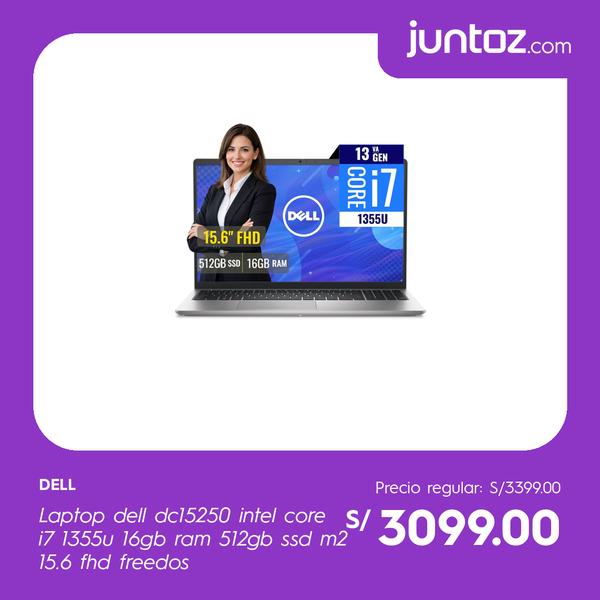 juntoz.com
13 VA GEN
CORE i7
1355U
DELL
15.6" FHD
512GB SSD 16GB RAM
DELL
Laptop dell dc15250 intel core
i7 1355u 16gb ram 512gb ssd m2
15.6 fhd freedos
Precio regular: S/3399.00
S/ 3099.00